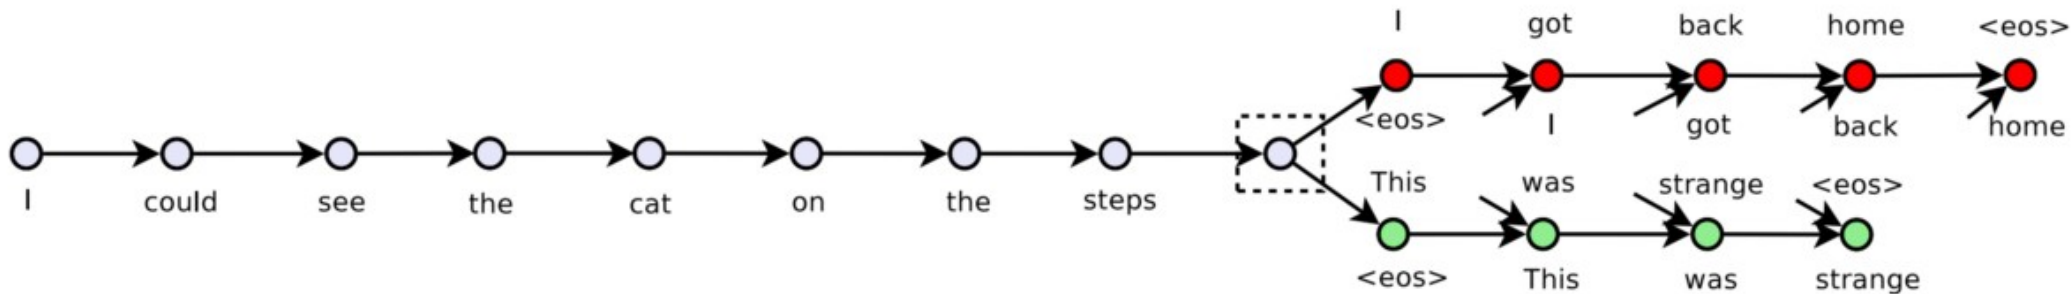 I got back home <eos>
<eos> I got back home
I could see the cat on the steps
This was strange <eos>
<eos> This was strange